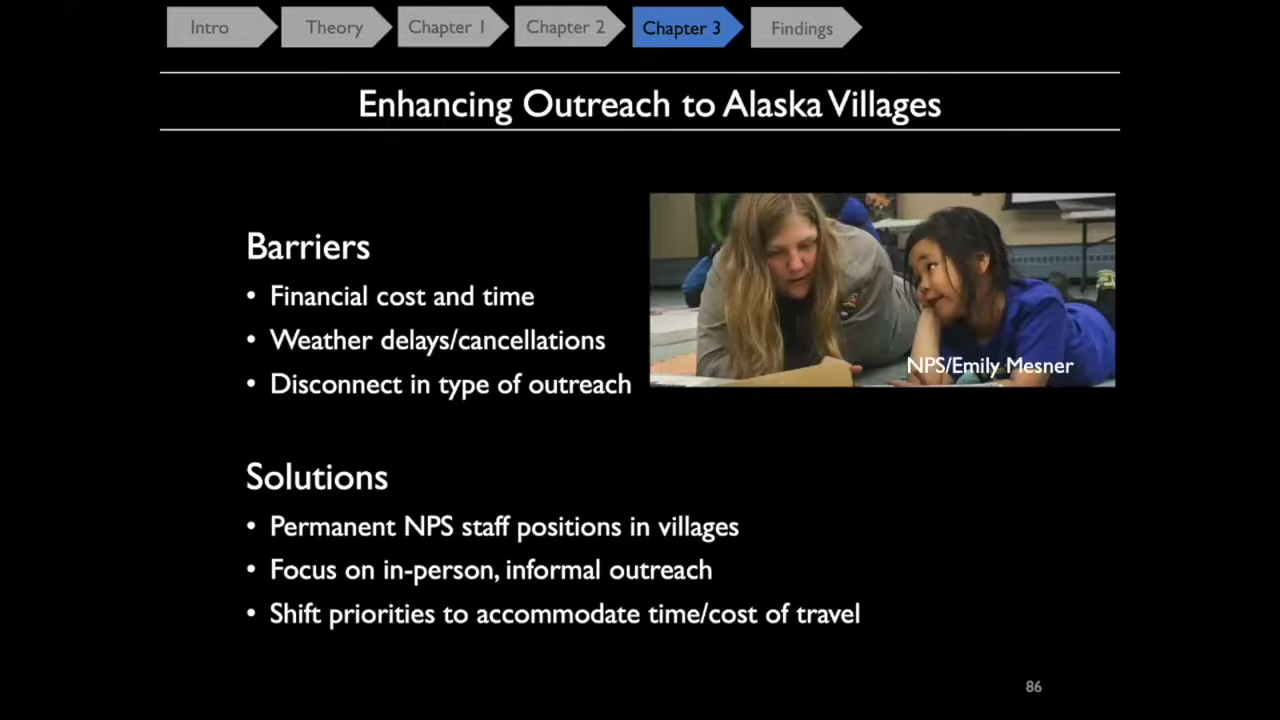 Intro
Theory
Chapter 1
Chapter 2
Chapter 3
Findings
Enhancing Outreach to Alaska Villages
Barriers
• Financial cost and time
• Weather delays/cancellations
• Disconnect in type of outreach
NPS/Emily Mesner
Solutions
• Permanent NPS staff positions in villages
• Focus on in-person, informal outreach
• Shift priorities to accommodate time/cost of travel
86